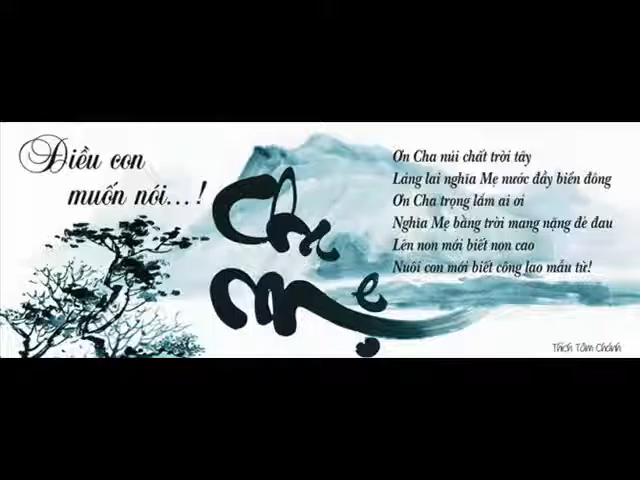 Điều con
muốn nói...!
Cha
Mẹ
Ơn Cha núi chất trời tây
Láng lai nghĩa Mẹ nước đầy biển đông
Ơn Cha trọng lắm ai ơi
Nghĩa Mẹ bằng trời mang nặng đẻ đau
Lên non mới biết non cao
Nuôi con mới biết công lao mẫu từ!
Thích Tâm Chánh